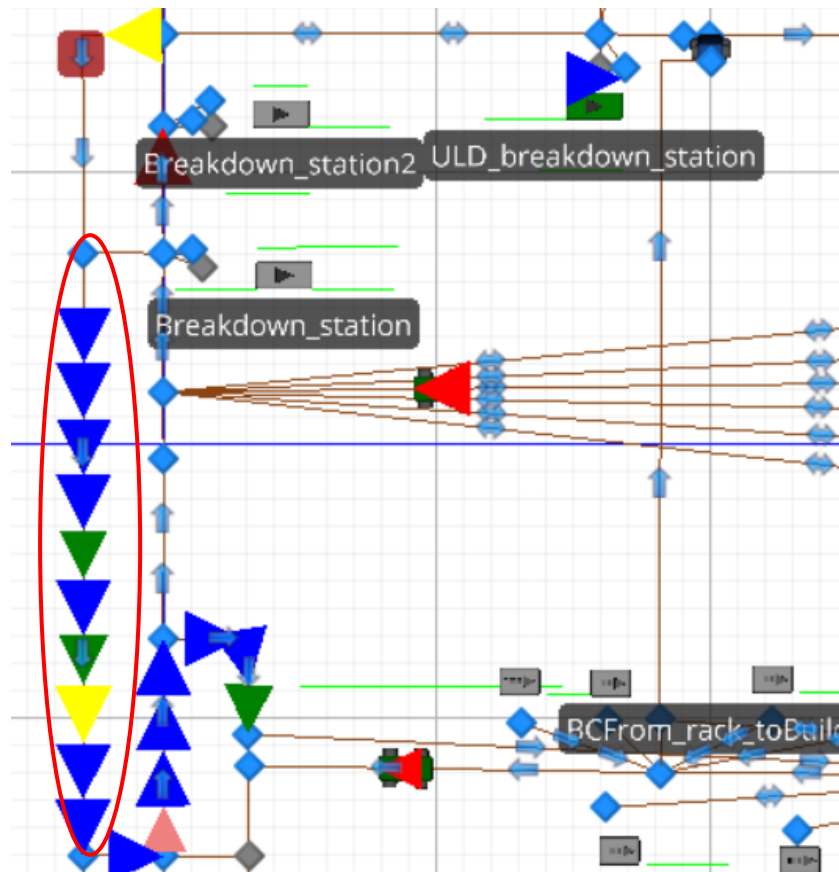 Breakdown_station2
ULD_breakdown_station
Breakdown_station
BCFrom_rack_toBuil